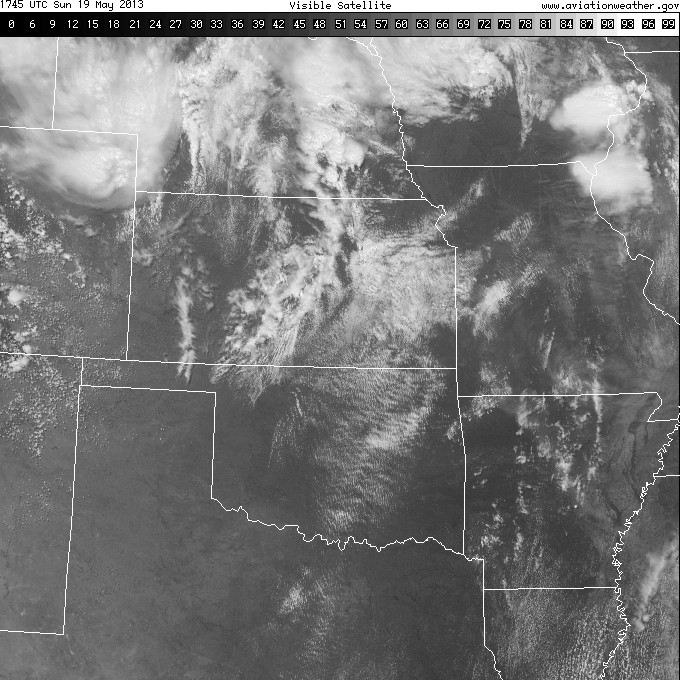 1745 UTC Sun 19 May 2013 Visible Satellite www.aviationweather.gov
0 6 9 12 15 18 21 24 27 30 33 36 39 42 45 48 51 54 57 60 63 66 69 72 75 78 81 84 87 90 93 96 99